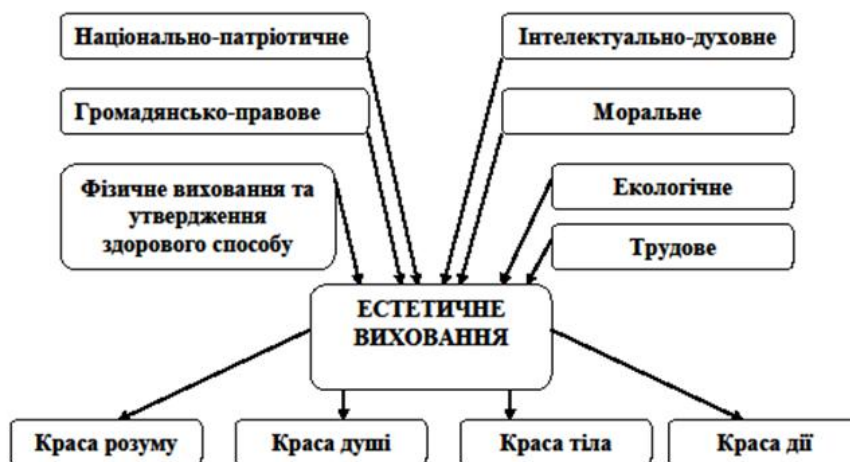 Національно-патріотичне
Інтелектуально-духовне
Громадянсько-правове
Моральне
Фізичне виховання та
утвердження
здорового способу
Екологічне
Трудове
ЕСТЕТИЧНЕ
ВИХОВАННЯ
Краса розуму
Краса душі
Краса тіла
Краса дії